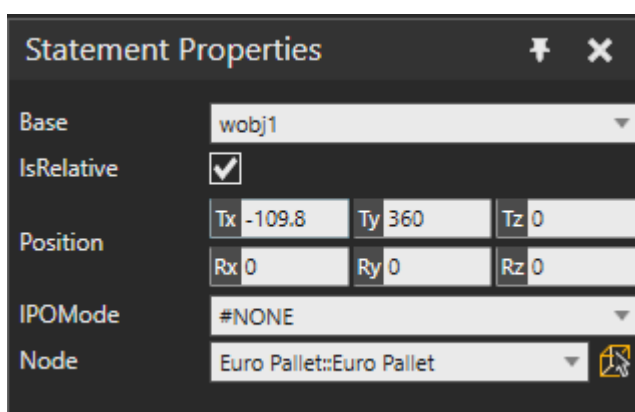 Statement Properties
Base wobj1
IsRelative
Position
Tx -109.8 Ty 360 Tz 0
Rx 0 Ry 0 Rz 0
IPOMode #NONE
Node Euro Pallet::Euro Pallet